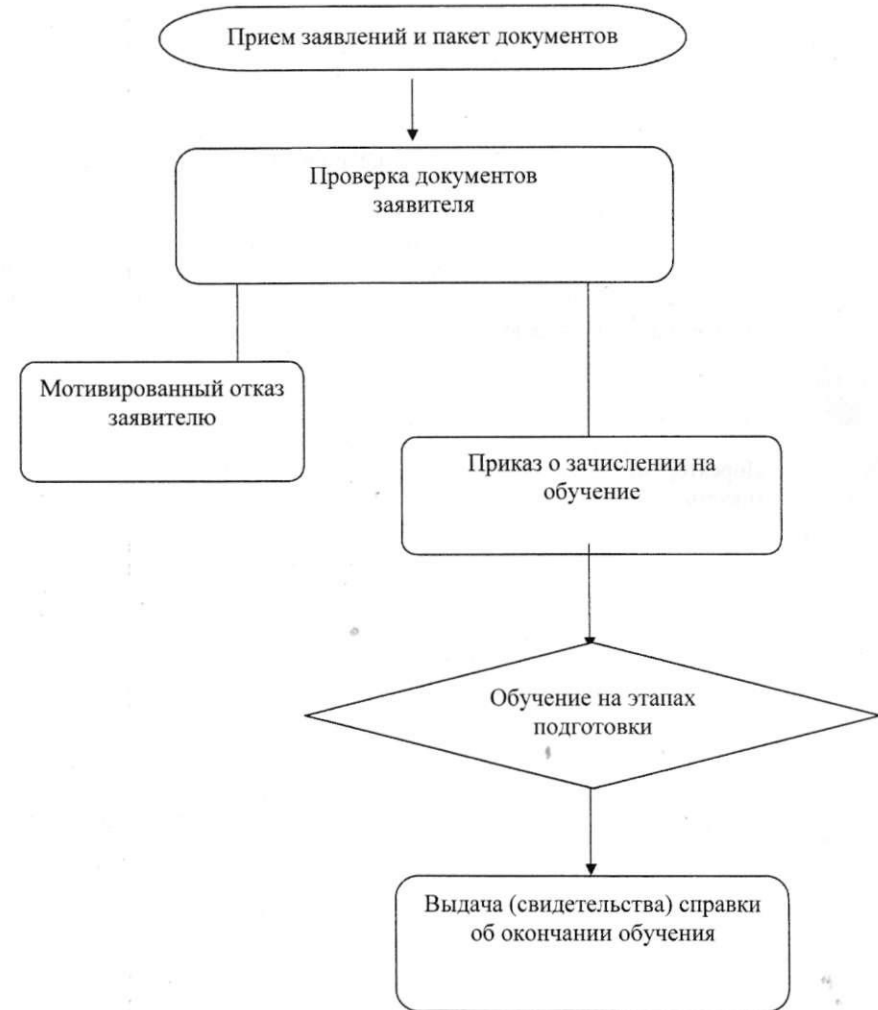 Прием заявлений и пакет документов
Проверка документов
заявителя
Мотивированный отказ
заявителю
Приказ о зачислении на
обучение
Обучение на этапах
подготовки
Выдача (свидетельства) справки
об окончании обучения